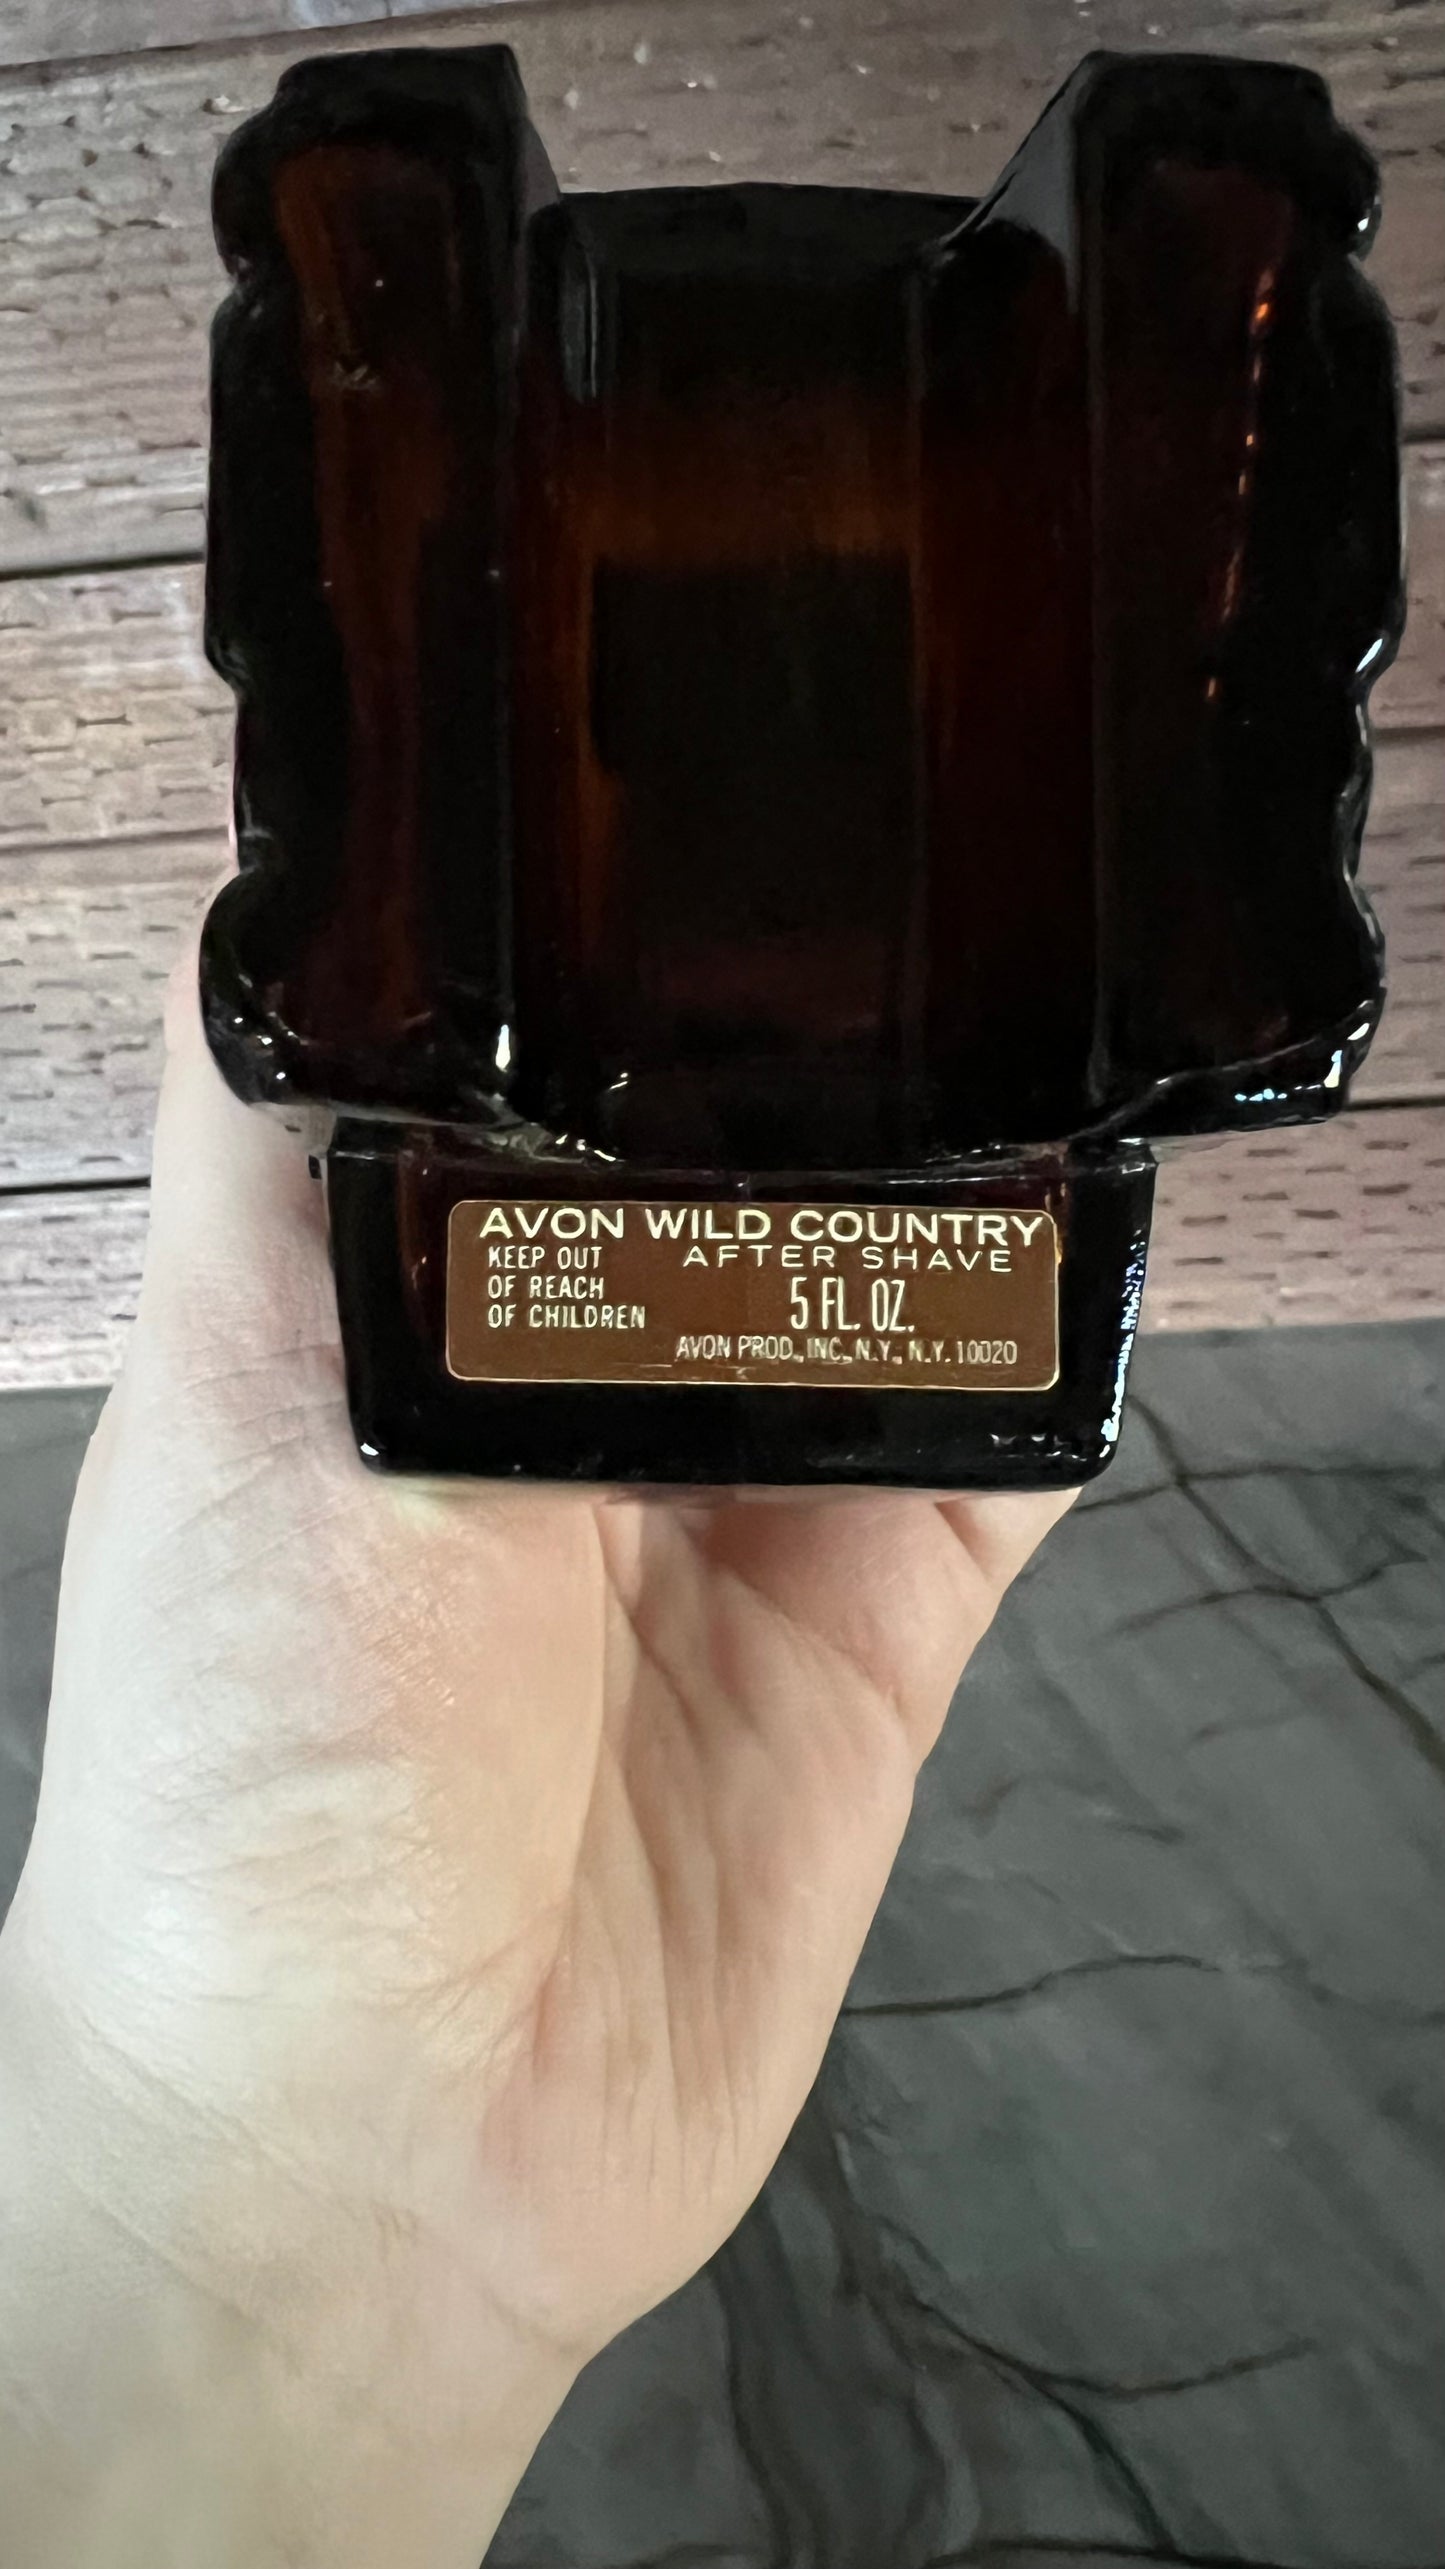 AVON WILD COUNTRY
AFTER SHAVE
KEEP OUT
OF REACH
OF CHILDREN
5 FL. OZ.
AVON PROD., INC., N.Y., N.Y. 10020